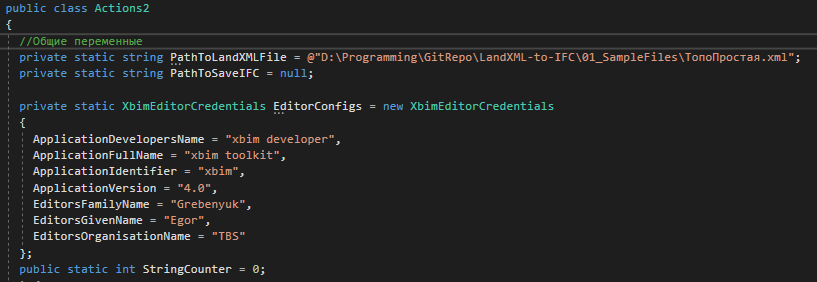 public class Actions2
{
//Общие переменные
private static string PathToLandXMLFile = @"D:\Programming\GitRepo\LandXML-to-IFC\01_SampleFiles\ТопоПростая.xml";
private static string PathToSaveIFC = null;
private static XbimEditorCredentials EditorConfigs = new XbimEditorCredentials
{
ApplicationDevelopersName = "xbim developer",
ApplicationFullName = "xbim toolkit",
ApplicationIdentifier = "xbim",
ApplicationVersion = "4.0",
EditorsFamilyName = "Grebenyuk",
EditorsGivenName = "Egor",
EditorsOrganisationName = "TBS"
};
public static int StringCounter = 0;